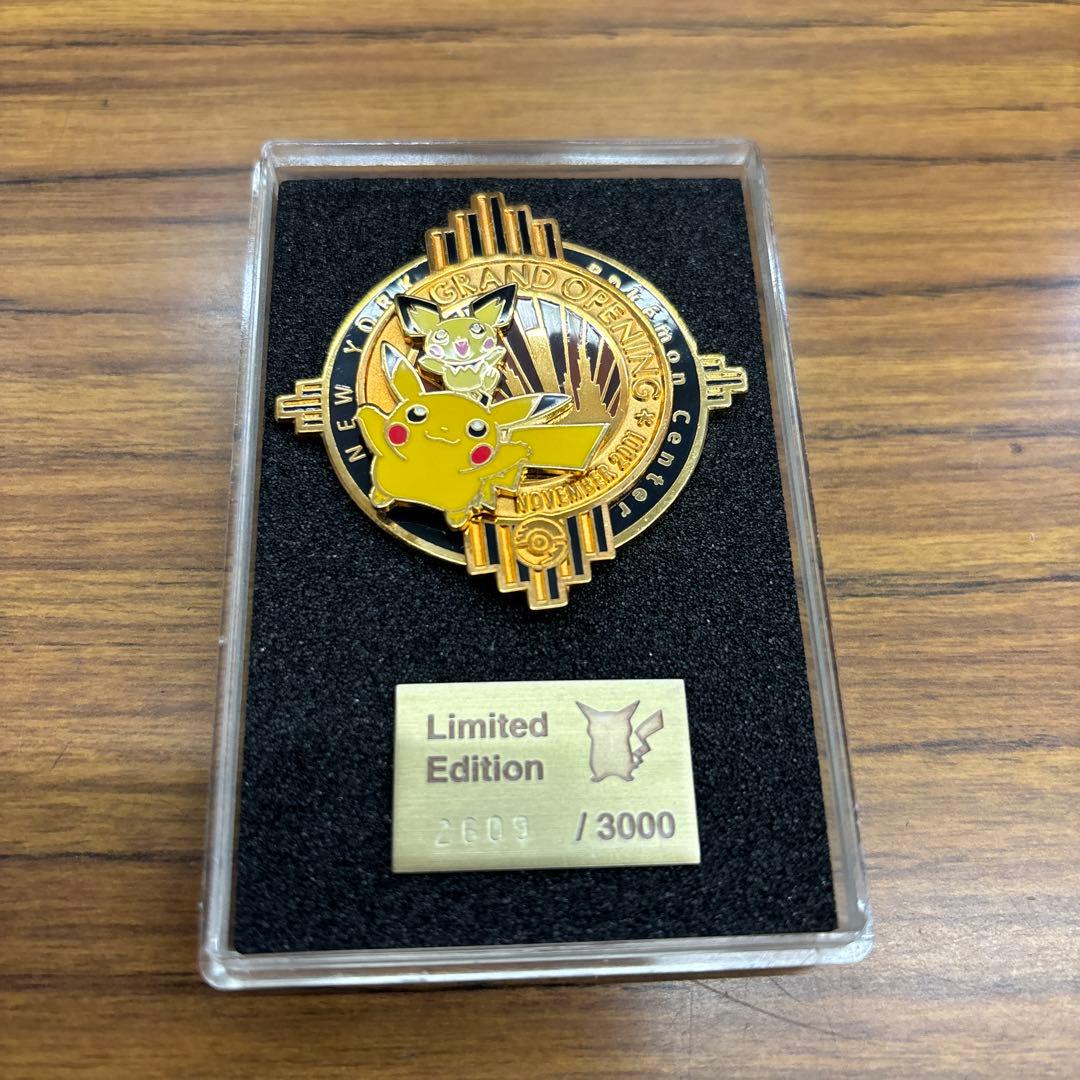 NEW YORK
Pokémon Center
GRAND OPENING ★ NOVEMBER 2001
Limited
Edition
2609 / 3000